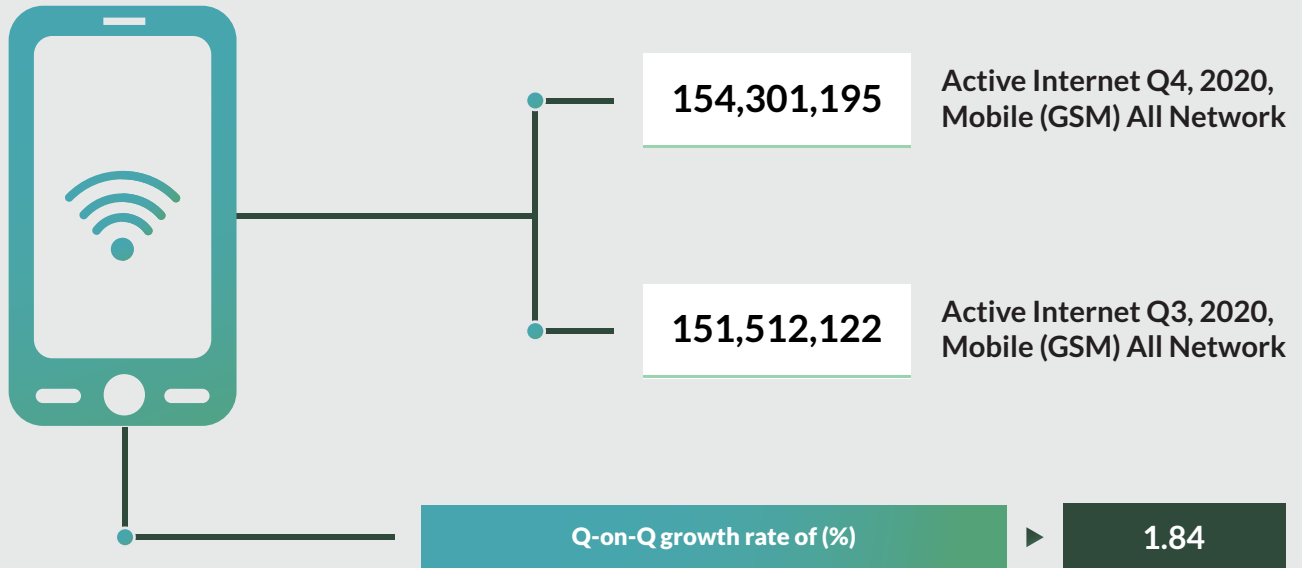 154,301,195
Active Internet Q4, 2020,
Mobile (GSM) All Network
151,512,122
Active Internet Q3, 2020,
Mobile (GSM) All Network
Q-on-Q growth rate of (%)
1.84